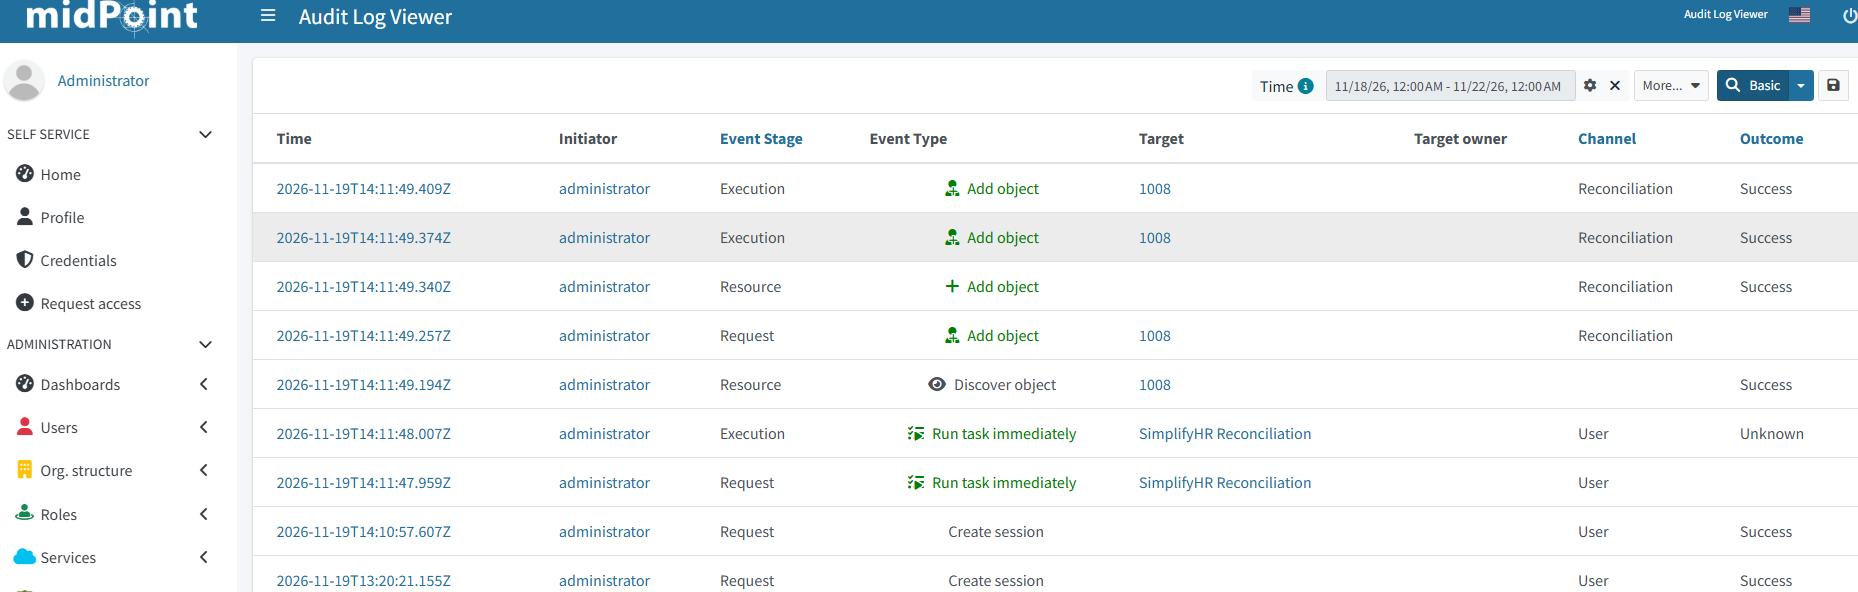 midPoint
Audit Log Viewer
Audit Log Viewer
Administrator
SELF SERVICE
Home
Profile
Credentials
Request access
ADMINISTRATION
Dashboards
Users
Org. structure
Roles
Services
Time 11/18/26, 12:00 AM - 11/22/26, 12:00 AM More... Basic
Time Initiator Event Stage Event Type Target Target owner Channel Outcome
2026-11-19T14:11:49.409Z administrator Execution Add object 1008 Reconciliation Success
2026-11-19T14:11:49.374Z administrator Execution Add object 1008 Reconciliation Success
2026-11-19T14:11:49.340Z administrator Resource Add object Reconciliation Success
2026-11-19T14:11:49.257Z administrator Request Add object 1008 Reconciliation
2026-11-19T14:11:49.194Z administrator Resource Discover object 1008 Success
2026-11-19T14:11:48.007Z administrator Execution Run task immediately SimplifyHR Reconciliation User Unknown
2026-11-19T14:11:47.959Z administrator Request Run task immediately SimplifyHR Reconciliation User
2026-11-19T14:10:57.607Z administrator Request Create session User Success
2026-11-19T13:20:21.155Z administrator Request Create session User Success